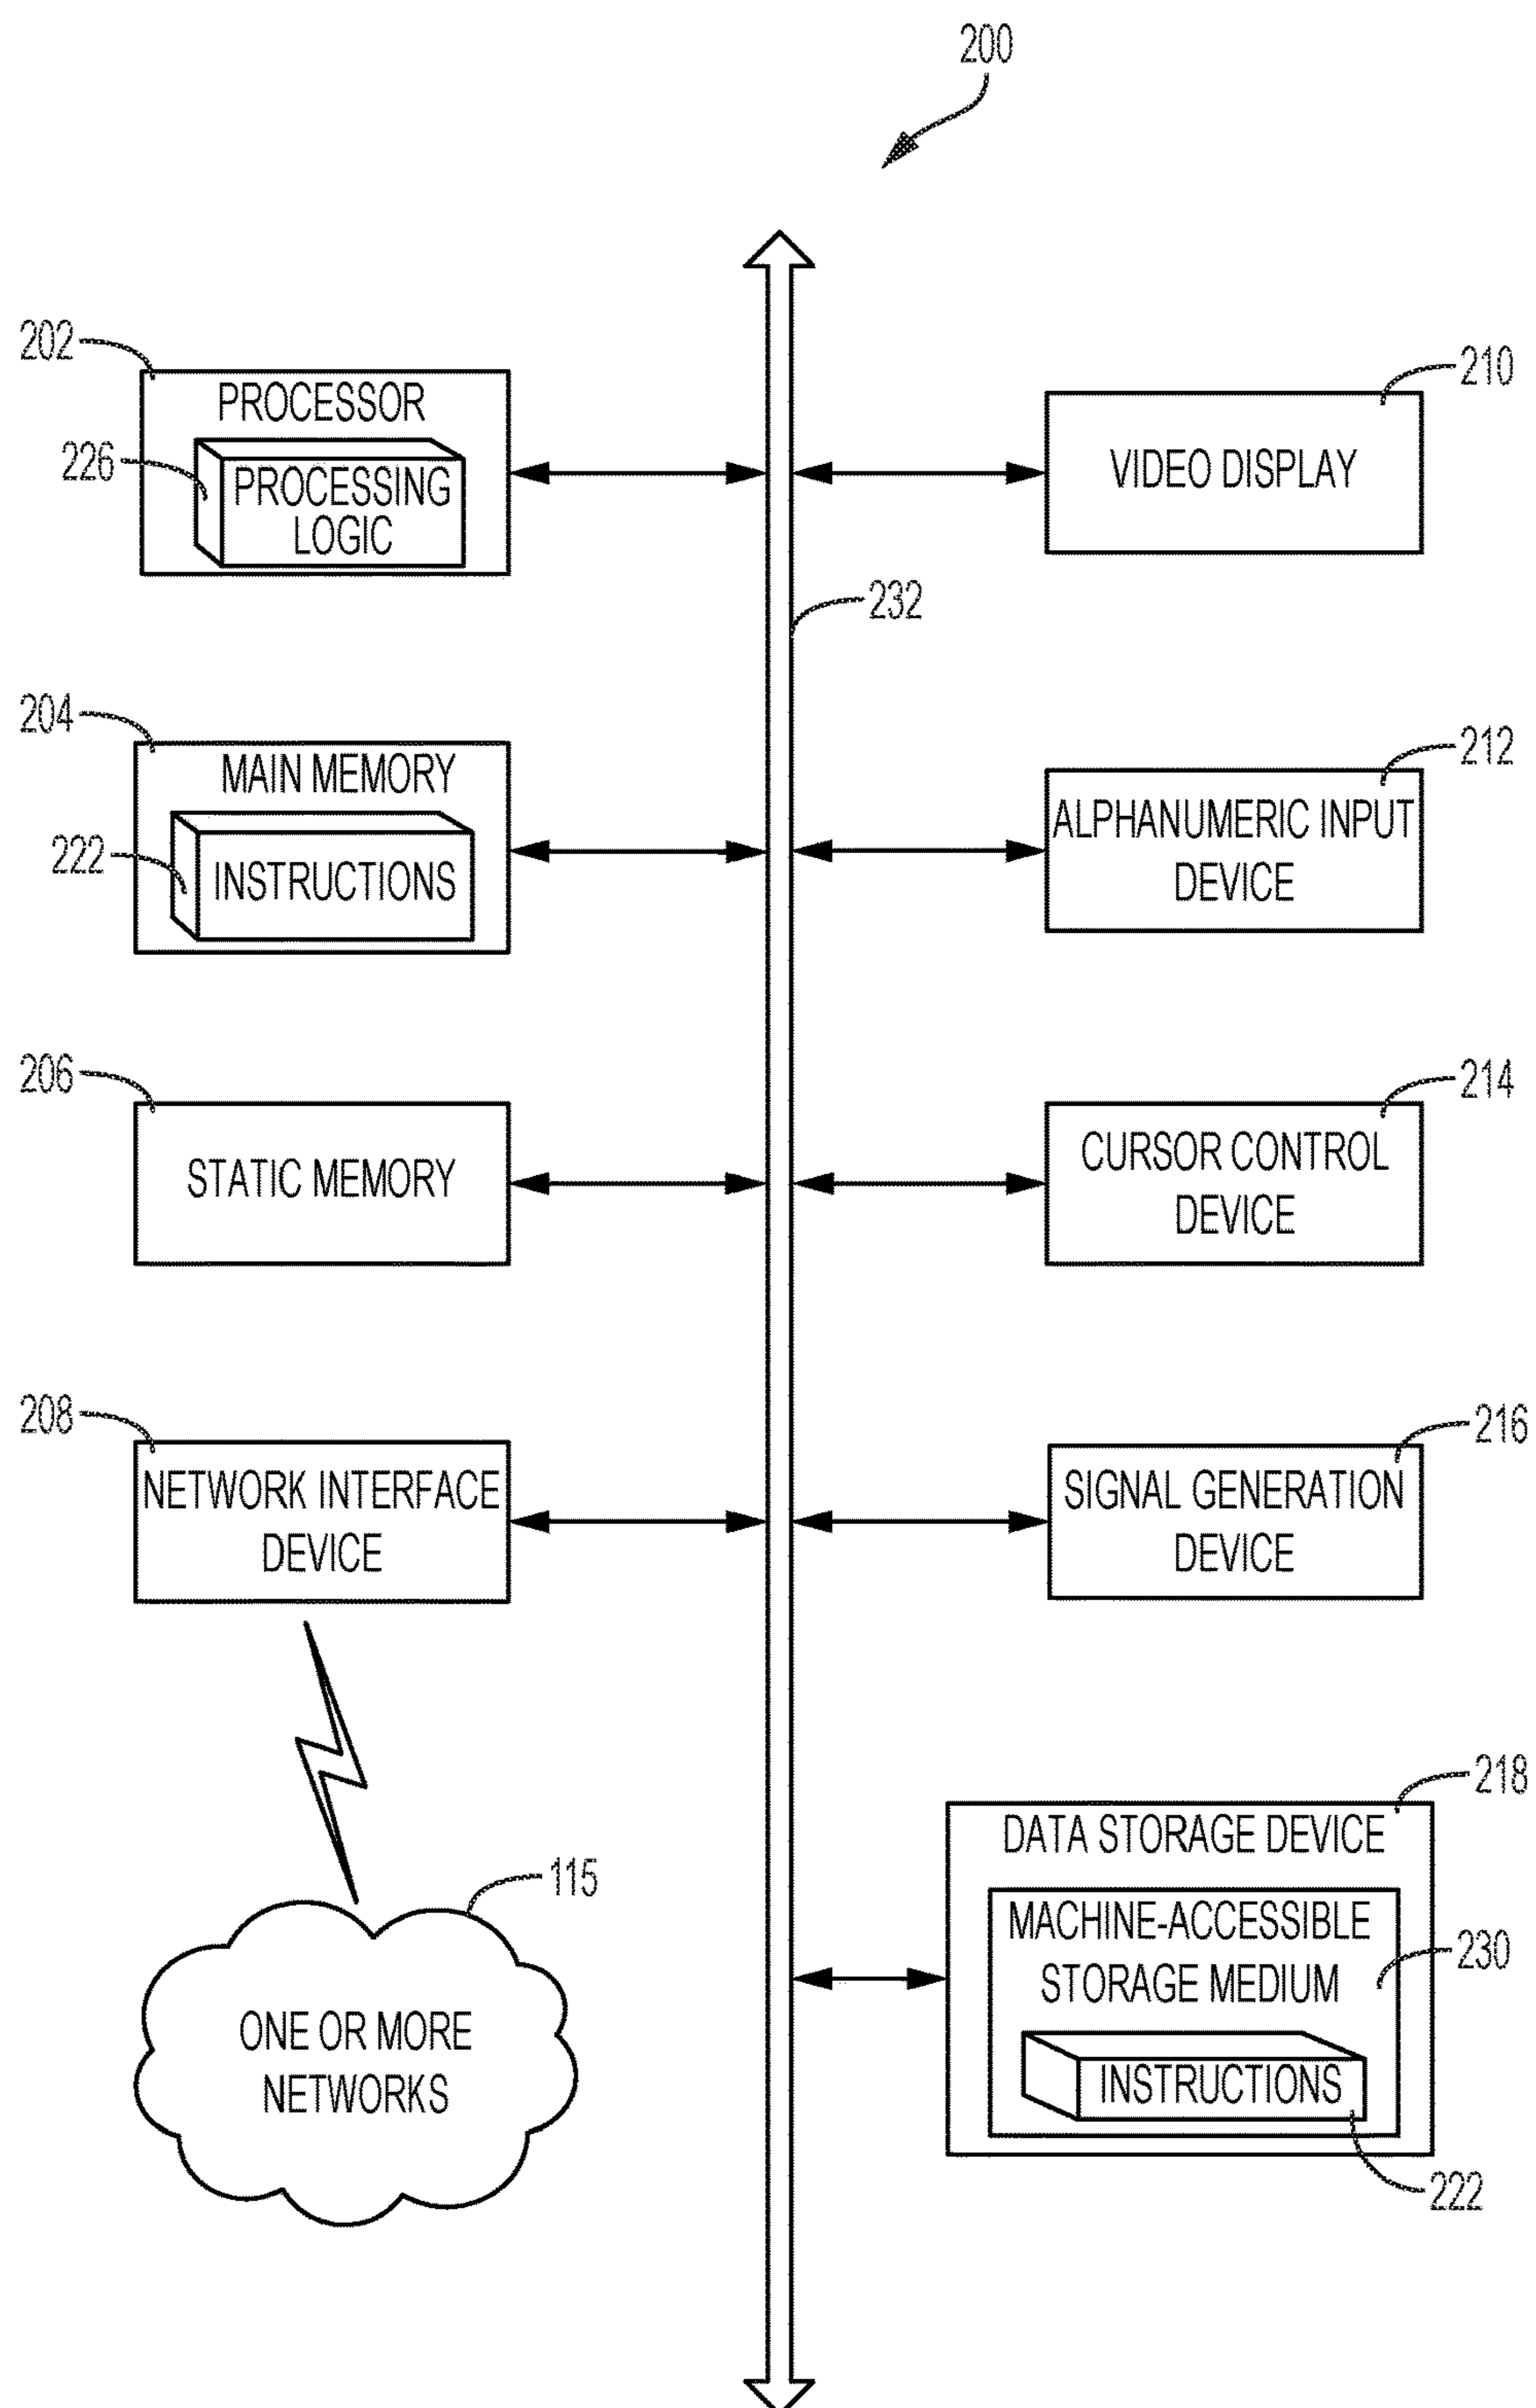 200
202
PROCESSOR
226
PROCESSING
LOGIC
210
VIDEO DISPLAY
232
204
MAIN MEMORY
222
INSTRUCTIONS
212
ALPHANUMERIC INPUT
DEVICE
206
STATIC MEMORY
214
CURSOR CONTROL
DEVICE
208
NETWORK INTERFACE
DEVICE
216
SIGNAL GENERATION
DEVICE
115
ONE OR MORE
NETWORKS
218
DATA STORAGE DEVICE
MACHINE-ACCESSIBLE
STORAGE MEDIUM
230
INSTRUCTIONS
222